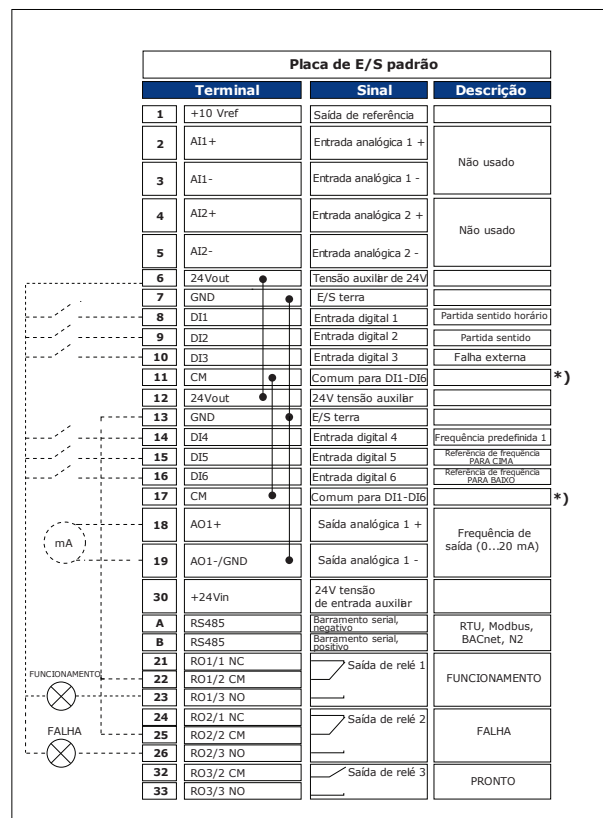 Placa de E/S padrão
Terminal Sinal Descrição
1 +10 Vref Saída de referência
2 AI1+ Entrada analógica 1 +
Não usado
3 AI1- Entrada analógica 1 -
4 AI2+ Entrada analógica 2 +
Não usado
5 AI2- Entrada analógica 2 -
6 24Vout Tensão auxiliar de 24V
7 GND E/S terra
8 DI1 Entrada digital 1 Partida sentido horário
9 DI2 Entrada digital 2 Partida sentido
10 DI3 Entrada digital 3 Falha externa
11 CM Comum para DI1-DI6 *)
12 24Vout 24V tensão auxiliar
13 GND E/S terra
14 DI4 Entrada digital 4 Frequência predefinida 1
15 DI5 Entrada digital 5 Referência de frequência
PARA CIMA
16 DI6 Entrada digital 6 Referência de frequência
PARA BAIXO
17 CM Comum para DI1-DI6 *)
18 AO1+ Saída analógica 1 +
mA
Frequência de
saída (0...20 mA)
19 AO1-/GND Saída analógica 1 -
30 +24Vin 24V tensão
de entrada auxiliar
A RS485 Barramento serial,
negativo
RTU, Modbus,
BACnet, N2
B RS485 Barramento serial,
positivo
21 RO1/1 NC Saída de relé 1
FUNCIONAMENTO
22 RO1/2 CM FUNCIONAMENTO
23 RO1/3 NO
24 RO2/1 NC Saída de relé 2
FALHA
25 RO2/2 CM FALHA
26 RO2/3 NO
32 RO3/2 CM Saída de relé 3
PRONTO
33 RO3/3 NO